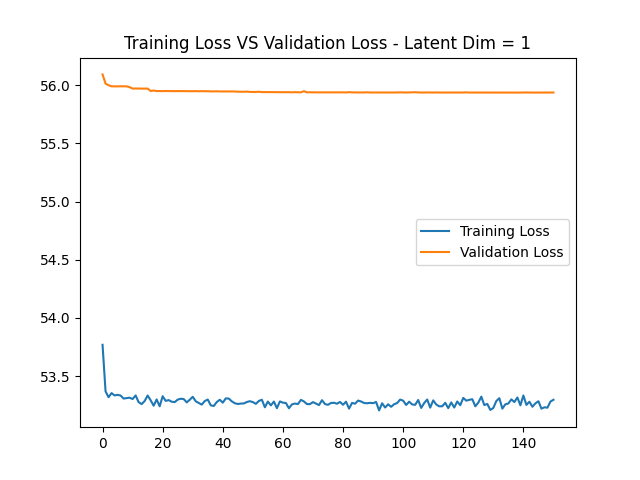 Training Loss VS Validation Loss - Latent Dim = 1
56.0
55.5
55.0
54.5
54.0
53.5
Training Loss
Validation Loss
0 20 40 60 80 100 120 140